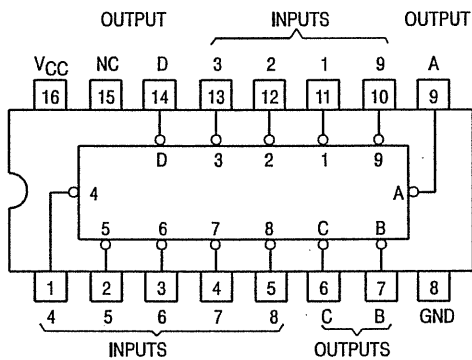 OUTPUT INPUTS OUTPUT
VCC NC D 3 2 1 9 A
16 15 14 13 12 11 10 9
D 3 2 1 9
4 A
5 6 7 8 C B
1 2 3 4 5 6 7 8
4 5 6 7 8 C B GND
INPUTS OUTPUTS